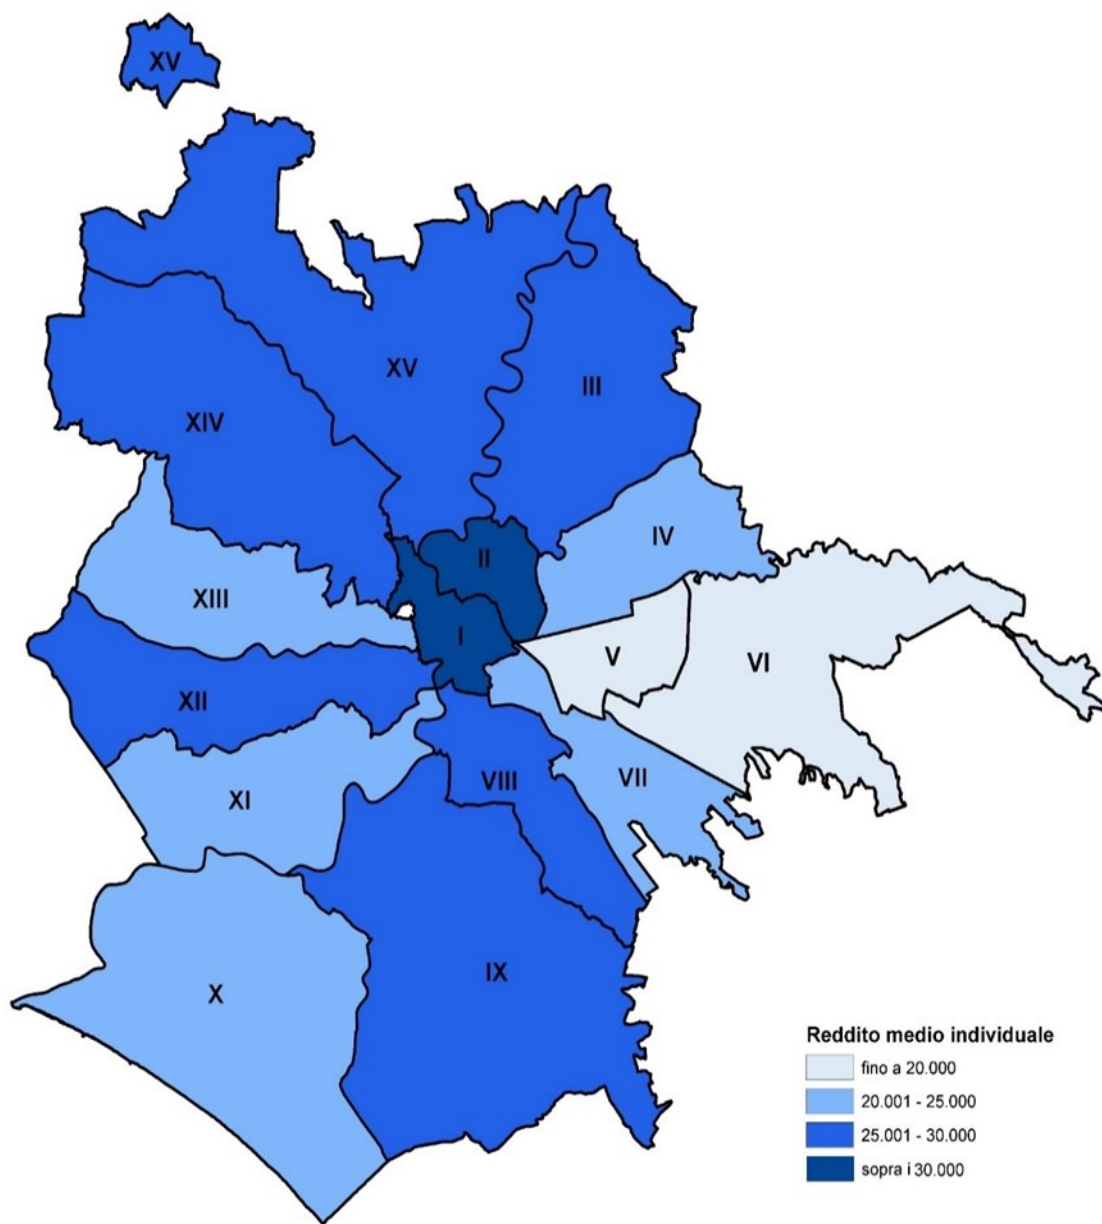 XV
XV
III
XIV
II
IV
XIII
I
V
VI
XII
VIII
VII
XI
IX
X
Reddito medio individuale
fino a 20.000
20.001 - 25.000
25.001 - 30.000
sopra i 30.000